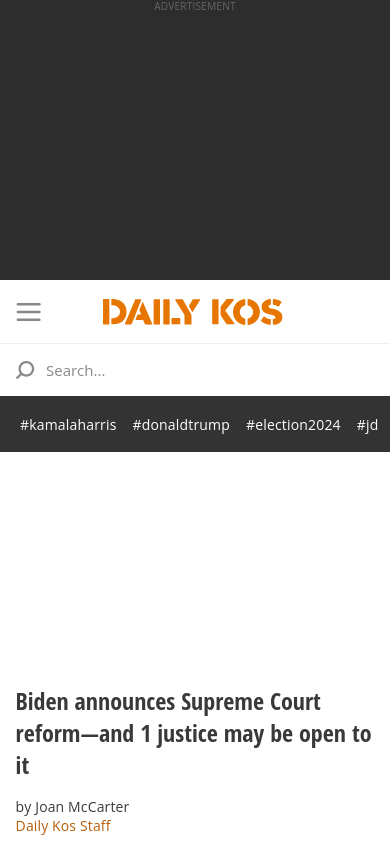 ADVERTISEMENT
DAILY KOS
Search...
#kamalaharris #donaldtrump #election2024 #jd
Biden announces Supreme Court
reform—and 1 justice may be open to
it
by Joan McCarter
Daily Kos Staff